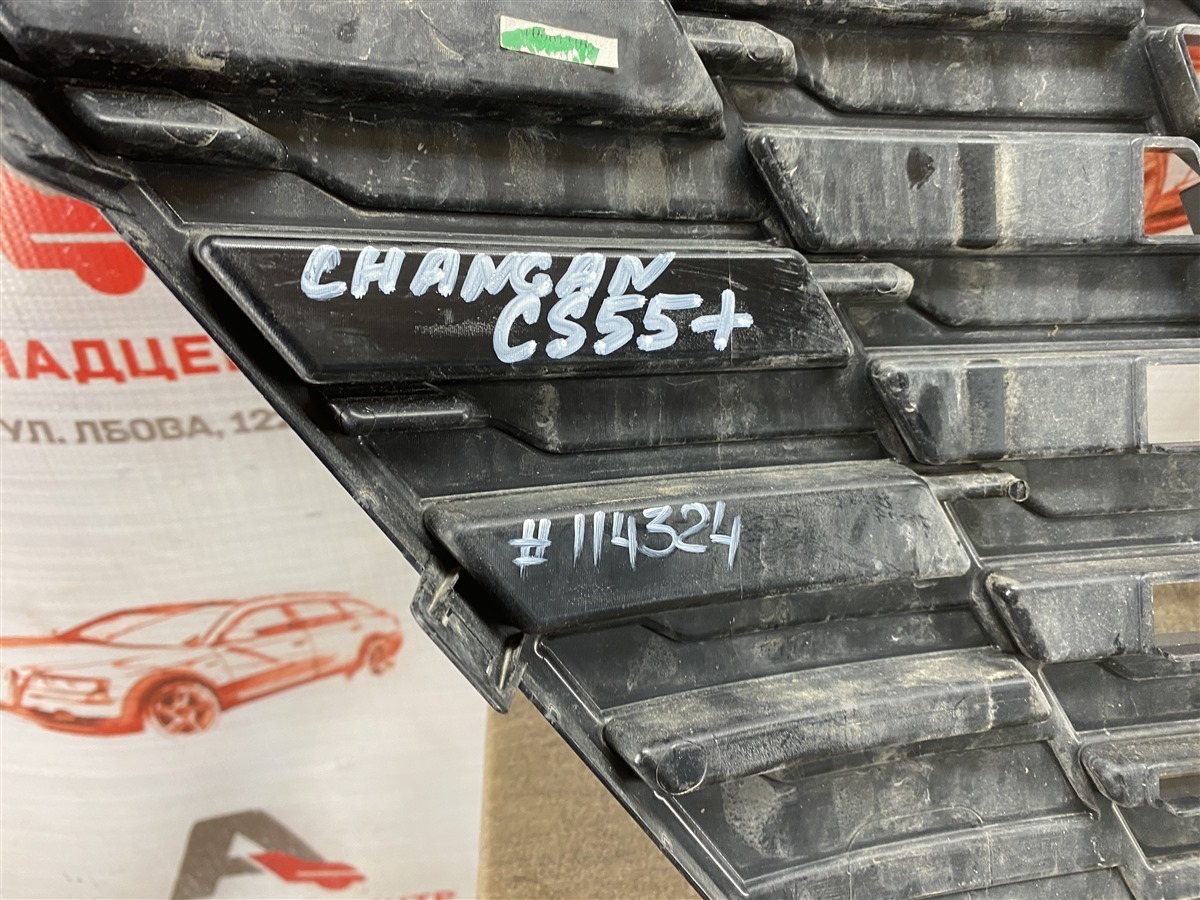 CHANGAN
CS55+
#114324
АДЦЕ
УЛ. ЛБОВА, 12